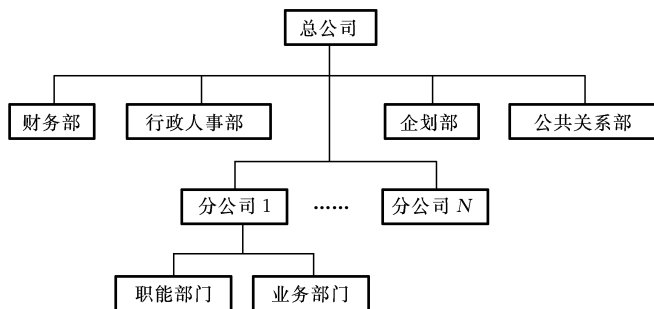 总公司
财务部
行政人事部
企划部
公共关系部
分公司 1
……
分公司 N
职能部门
业务部门